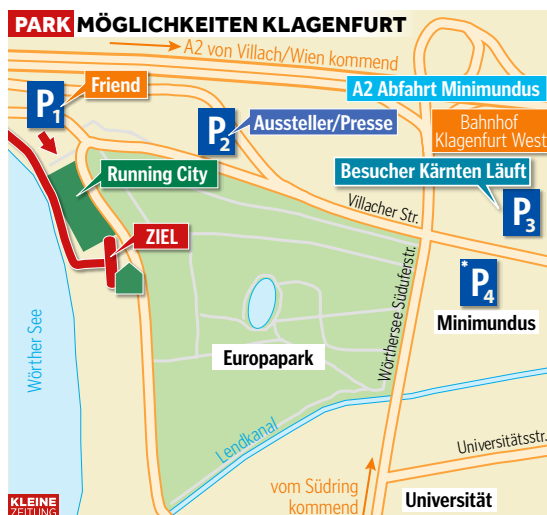 PARK MÖGLICHKEITEN KLAGENFURT
A2 von Villach/Wien kommend
Friend
P1
A2 Abfahrt Minimundus
P2
Aussteller/Presse
Bahnhof
Klagenfurt West
Running City
Besucher Kärnten Läuft
Villacher Str.
P3
ZIEL
*
P4
Wörthersee Süduferstr.
Minimundus
Wörther See
Europapark
Lendkanal
Universitätsstr.
vom Südring
kommend
Universität
KLEINE
ZEITUNG